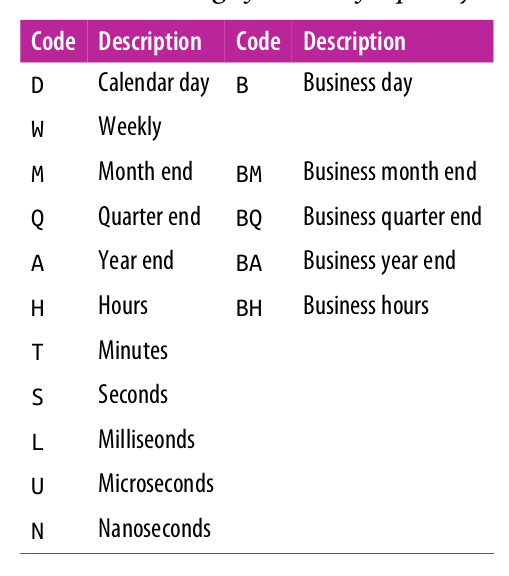 Code Description Code Description
D Calendar day B Business day
W Weekly
M Month end BM Business month end
Q Quarter end BQ Business quarter end
A Year end BA Business year end
H Hours BH Business hours
T Minutes
S Seconds
L Milliseonds
U Microseconds
N Nanoseconds